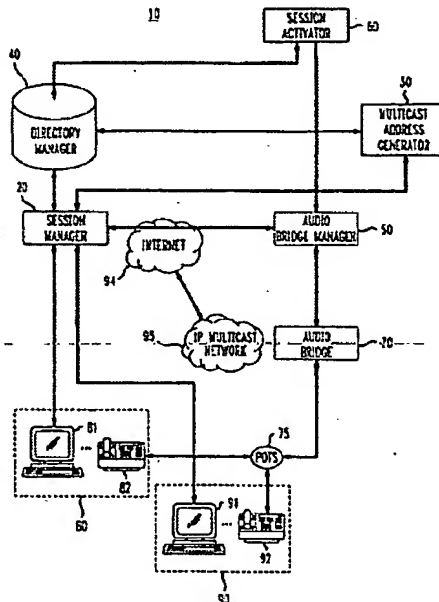 10
SESSION
ACTIVATOR
60
40
DIRECTORY
MANAGER
30
MULTICAST
ADDRESS
GENERATOR
20
SESSION
MANAGER
INTERNET
94
AUDIO
BRIDGE MANAGER
50
IP MULTICAST
NETWORK
95
AUDIO
BRIDGE
70
81
82
80
75
POTS
91
92
93